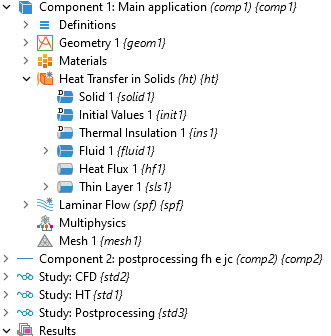 Component 1: Main application (comp1) {comp1}
Definitions
Geometry 1 {geom1}
Materials
Heat Transfer in Solids (ht) {ht}
D Solid 1 {solid1}
D Initial Values 1 {init1}
D Thermal Insulation 1 {ins1}
Fluid 1 {fluid1}
Heat Flux 1 {hf1}
Thin Layer 1 {sls1}
Laminar Flow (spf) {spf}
Multiphysics
Mesh 1 {mesh1}
Component 2: postprocessing fh e jc (comp2) {comp2}
Study: CFD {std2}
Study: HT {std1}
Study: Postprocessing {std3}
Results